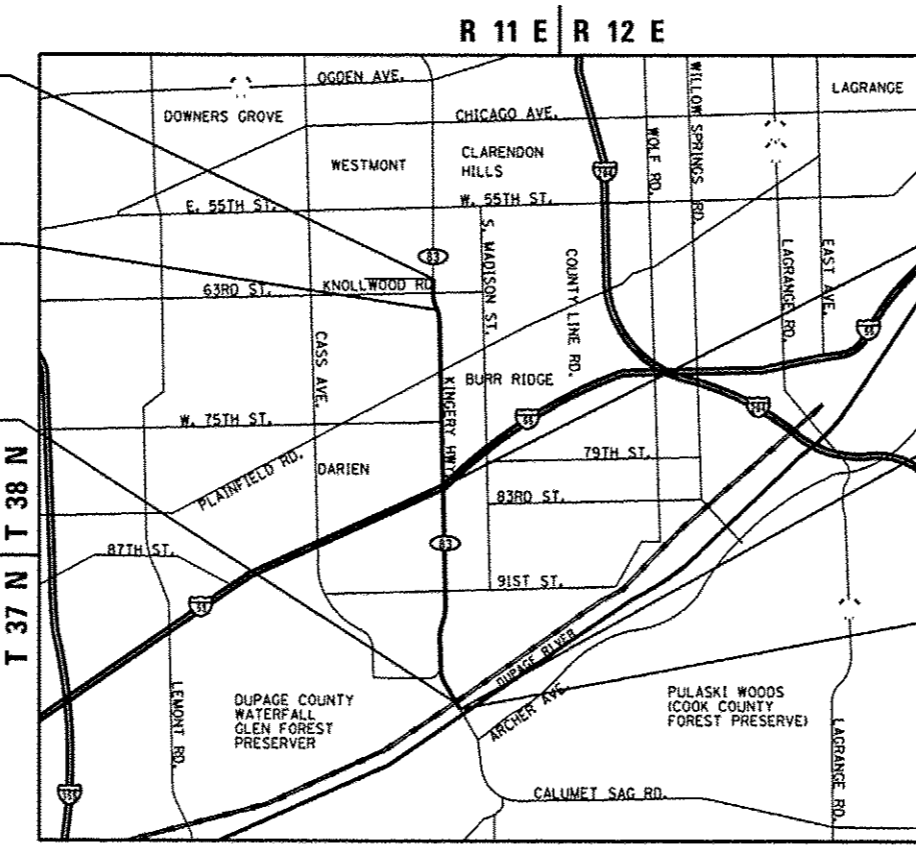 R 11 E R 12 E
OGDEN AVE.
LAGRANGE
DOWNERS GROVE
CHICAGO AVE.
WILLOW SPRINGS RD.
WOLF RD.
WESTMONT
CLARENDON
HILLS
294
E. 55TH ST.
W. 55TH ST.
S. MADISON ST.
COUNTY LINE RD.
LAGRANGE RD.
EAST AVE.
83
KNOLLWOOD RD
63RD ST.
55
CASS AVE.
KINGERY HWY.
BURR RIDGE
294
55
W. 75TH ST.
79TH ST.
PLAINFIELD RD.
DARIEN
83RD ST.
T 37 N T 38 N
83
87TH ST.
91ST ST.
55
DUPAGE RIVER
LEMONT RD.
DUPAGE COUNTY
WATERFALL
GLEN FOREST
PRESERVER
ARCHER AVE.
PULASKI WOODS
(COOK COUNTY
FOREST PRESERVE)
LAGRANGE RD.
355
CALUMET SAG RD.